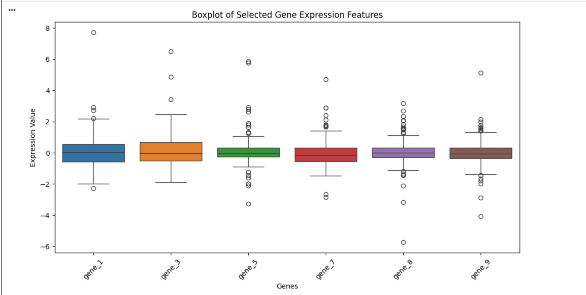 ...
Boxplot of Selected Gene Expression Features
8
6
4
2
0
−2
−4
−6
Expression Value
gene_1 gene_3 gene_5 gene_7 gene_8 gene_9
Genes